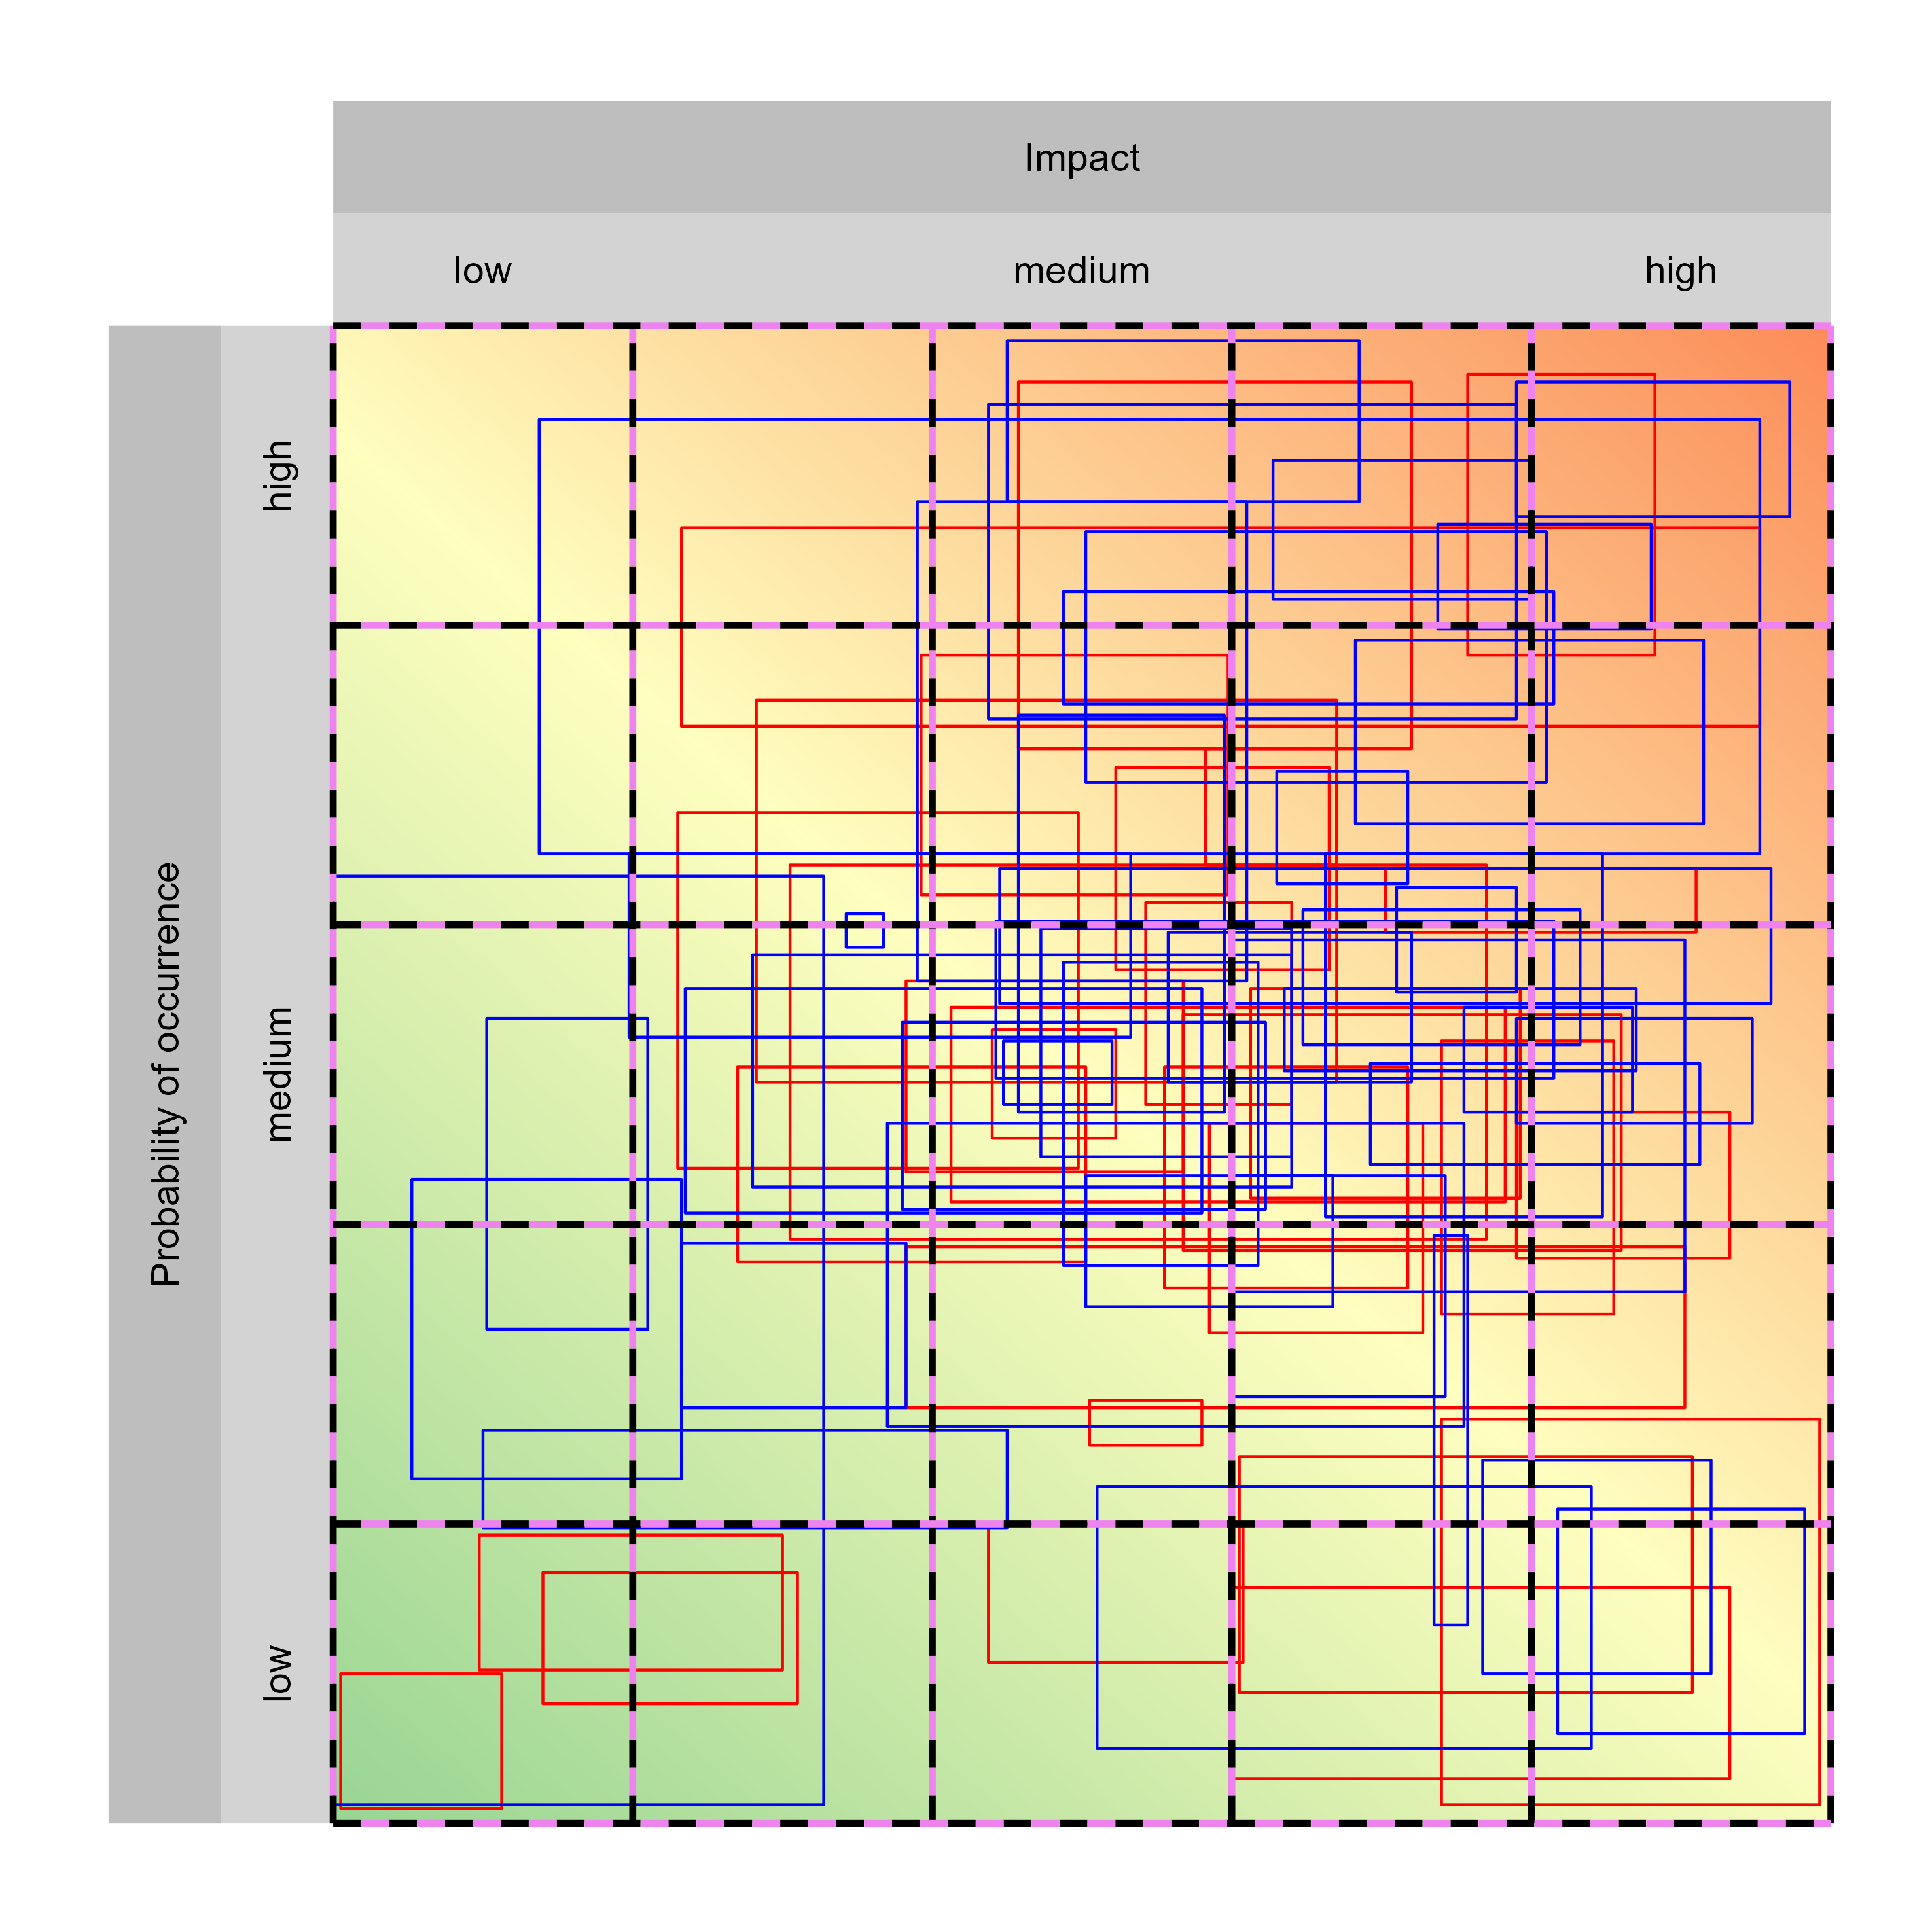 Impact
low
medium
high
Probability of occurrence
high
medium
low